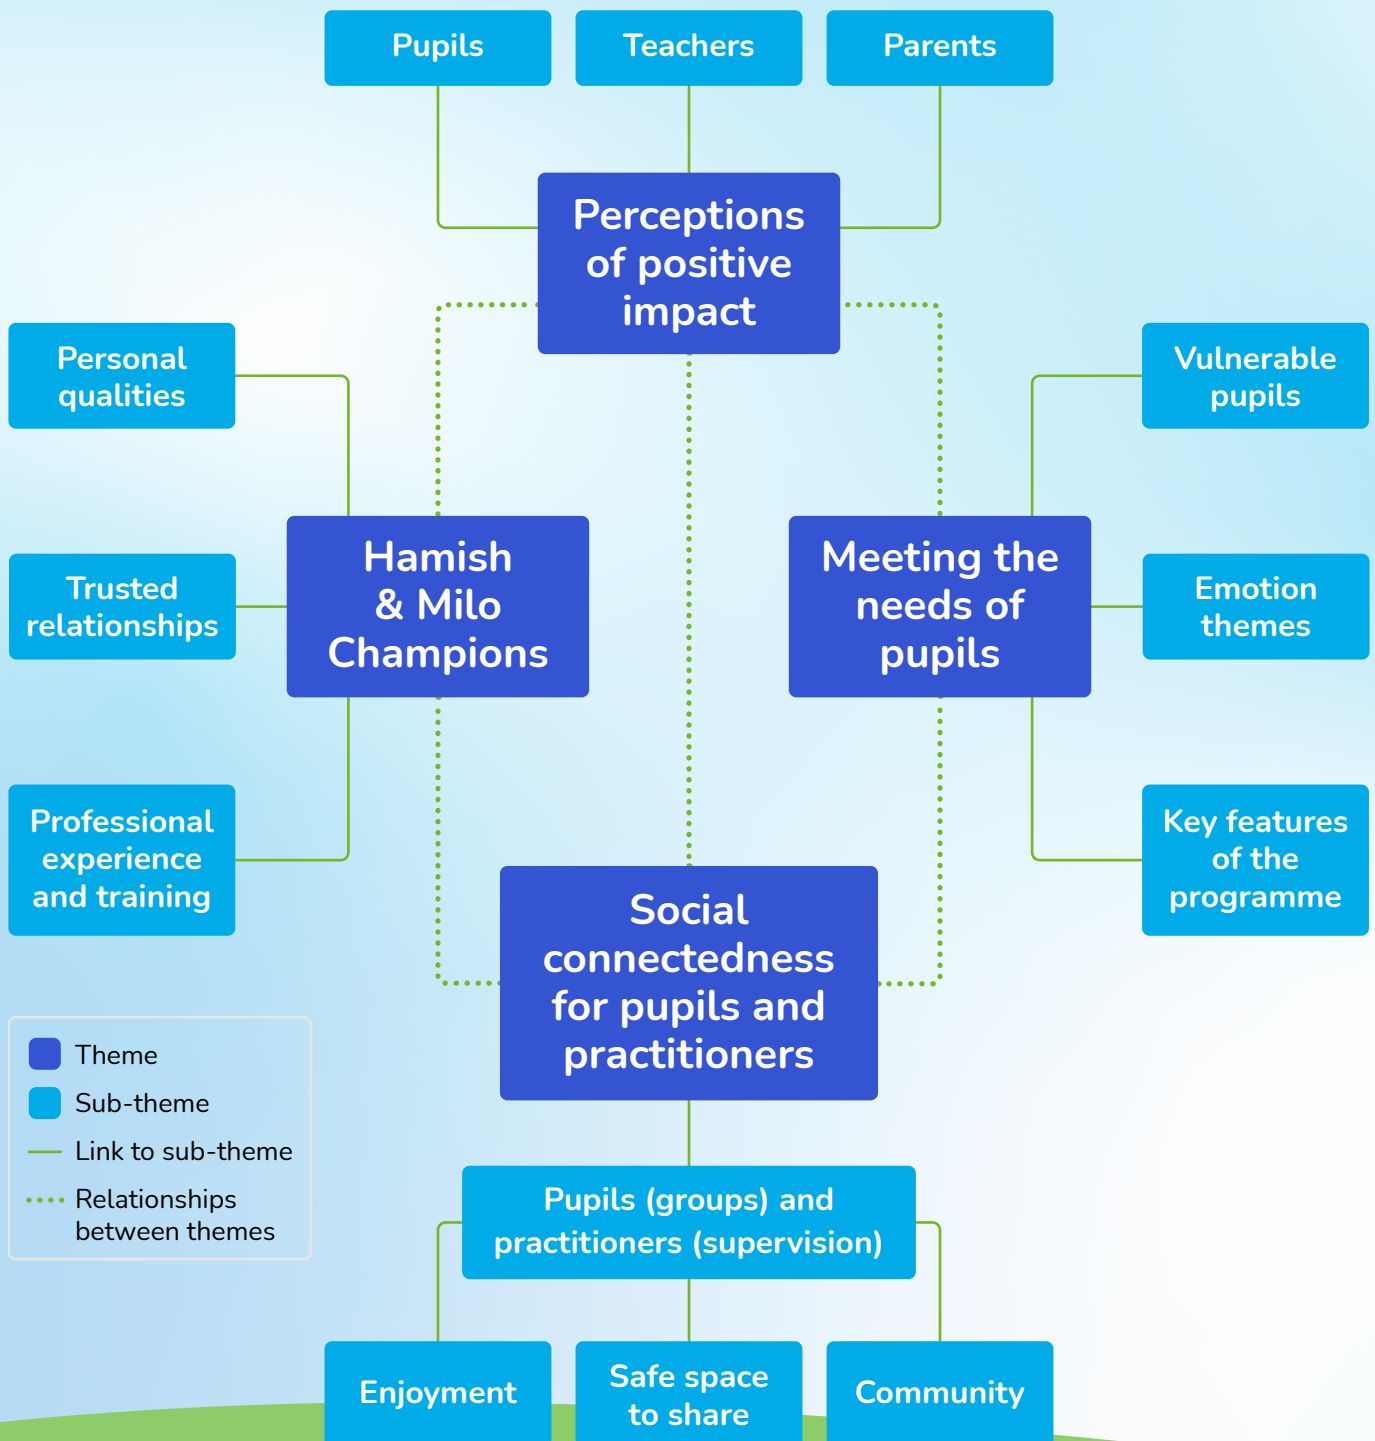 Pupils
Teachers
Parents
Perceptions
of positive
impact
Personal
qualities
Vulnerable
pupils
Hamish
& Milo
Champions
Meeting the
needs of
pupils
Trusted
relationships
Emotion
themes
Professional
experience
and training
Key features
of the
programme
Social
connectedness
for pupils and
practitioners
Theme
Sub-theme
Link to sub-theme
Relationships
between themes
Pupils (groups) and
practitioners (supervision)
Enjoyment
Safe space
to share
Community